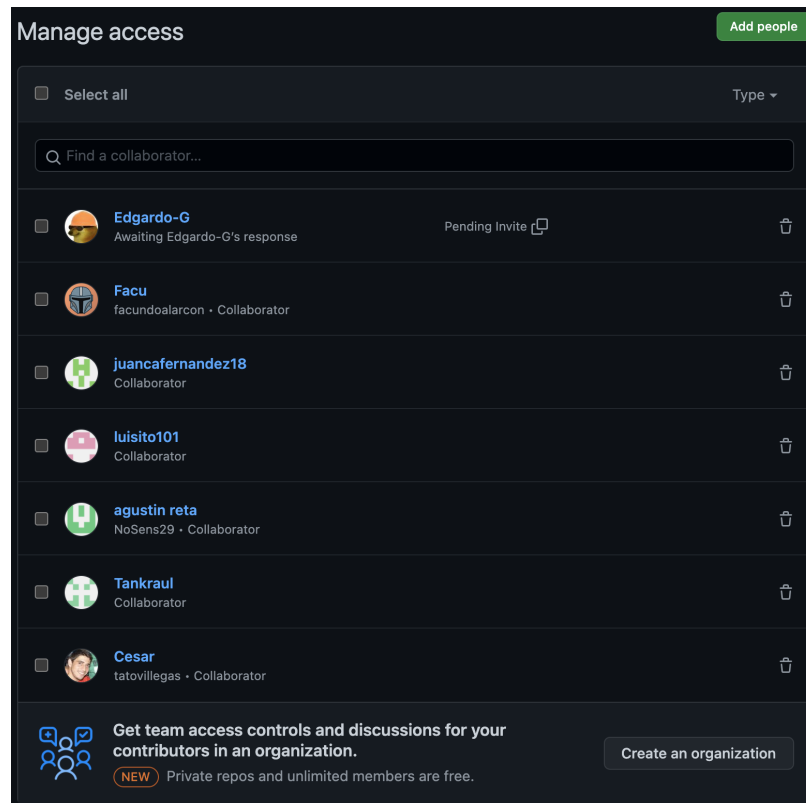 Manage access
Add people
Select all
Type
Find a collaborator...
Edgardo-G
Awaiting Edgardo-G's response
Pending Invite
Facu
facundoalarcon • Collaborator
juancafernandez18
Collaborator
luisito101
Collaborator
agustin reta
NoSens29 • Collaborator
Tankraul
Collaborator
Cesar
tatovillegas • Collaborator
Get team access controls and discussions for your
contributors in an organization.
NEW Private repos and unlimited members are free.
Create an organization